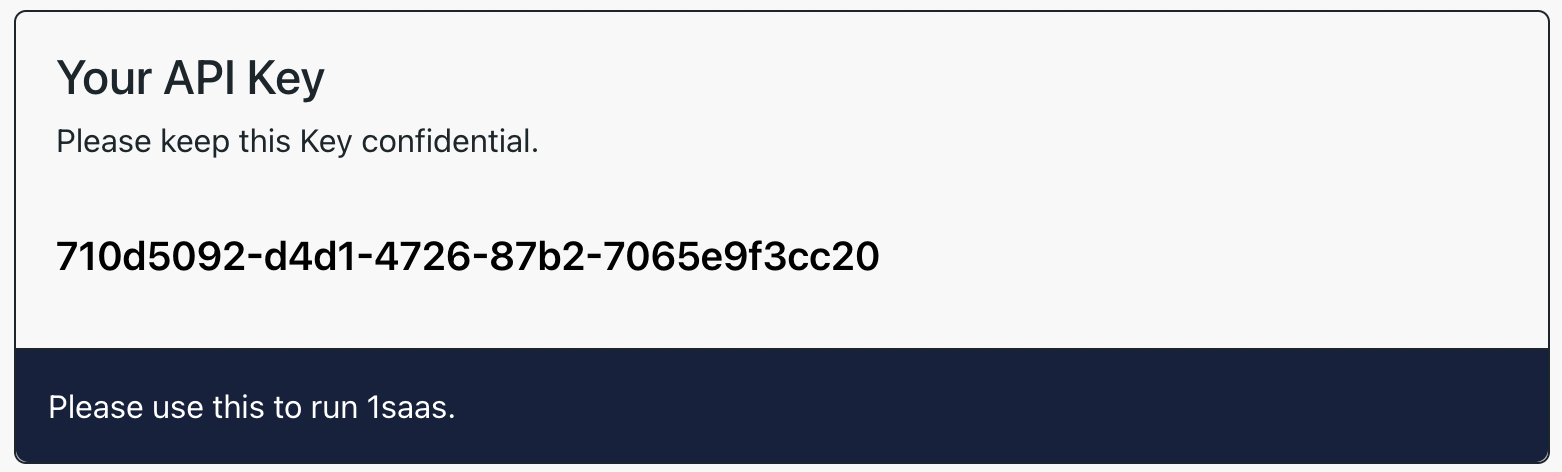 Your API Key
Please keep this Key confidential.
710d5092-d4d1-4726-87b2-7065e9f3cc20
Please use this to run 1saas.